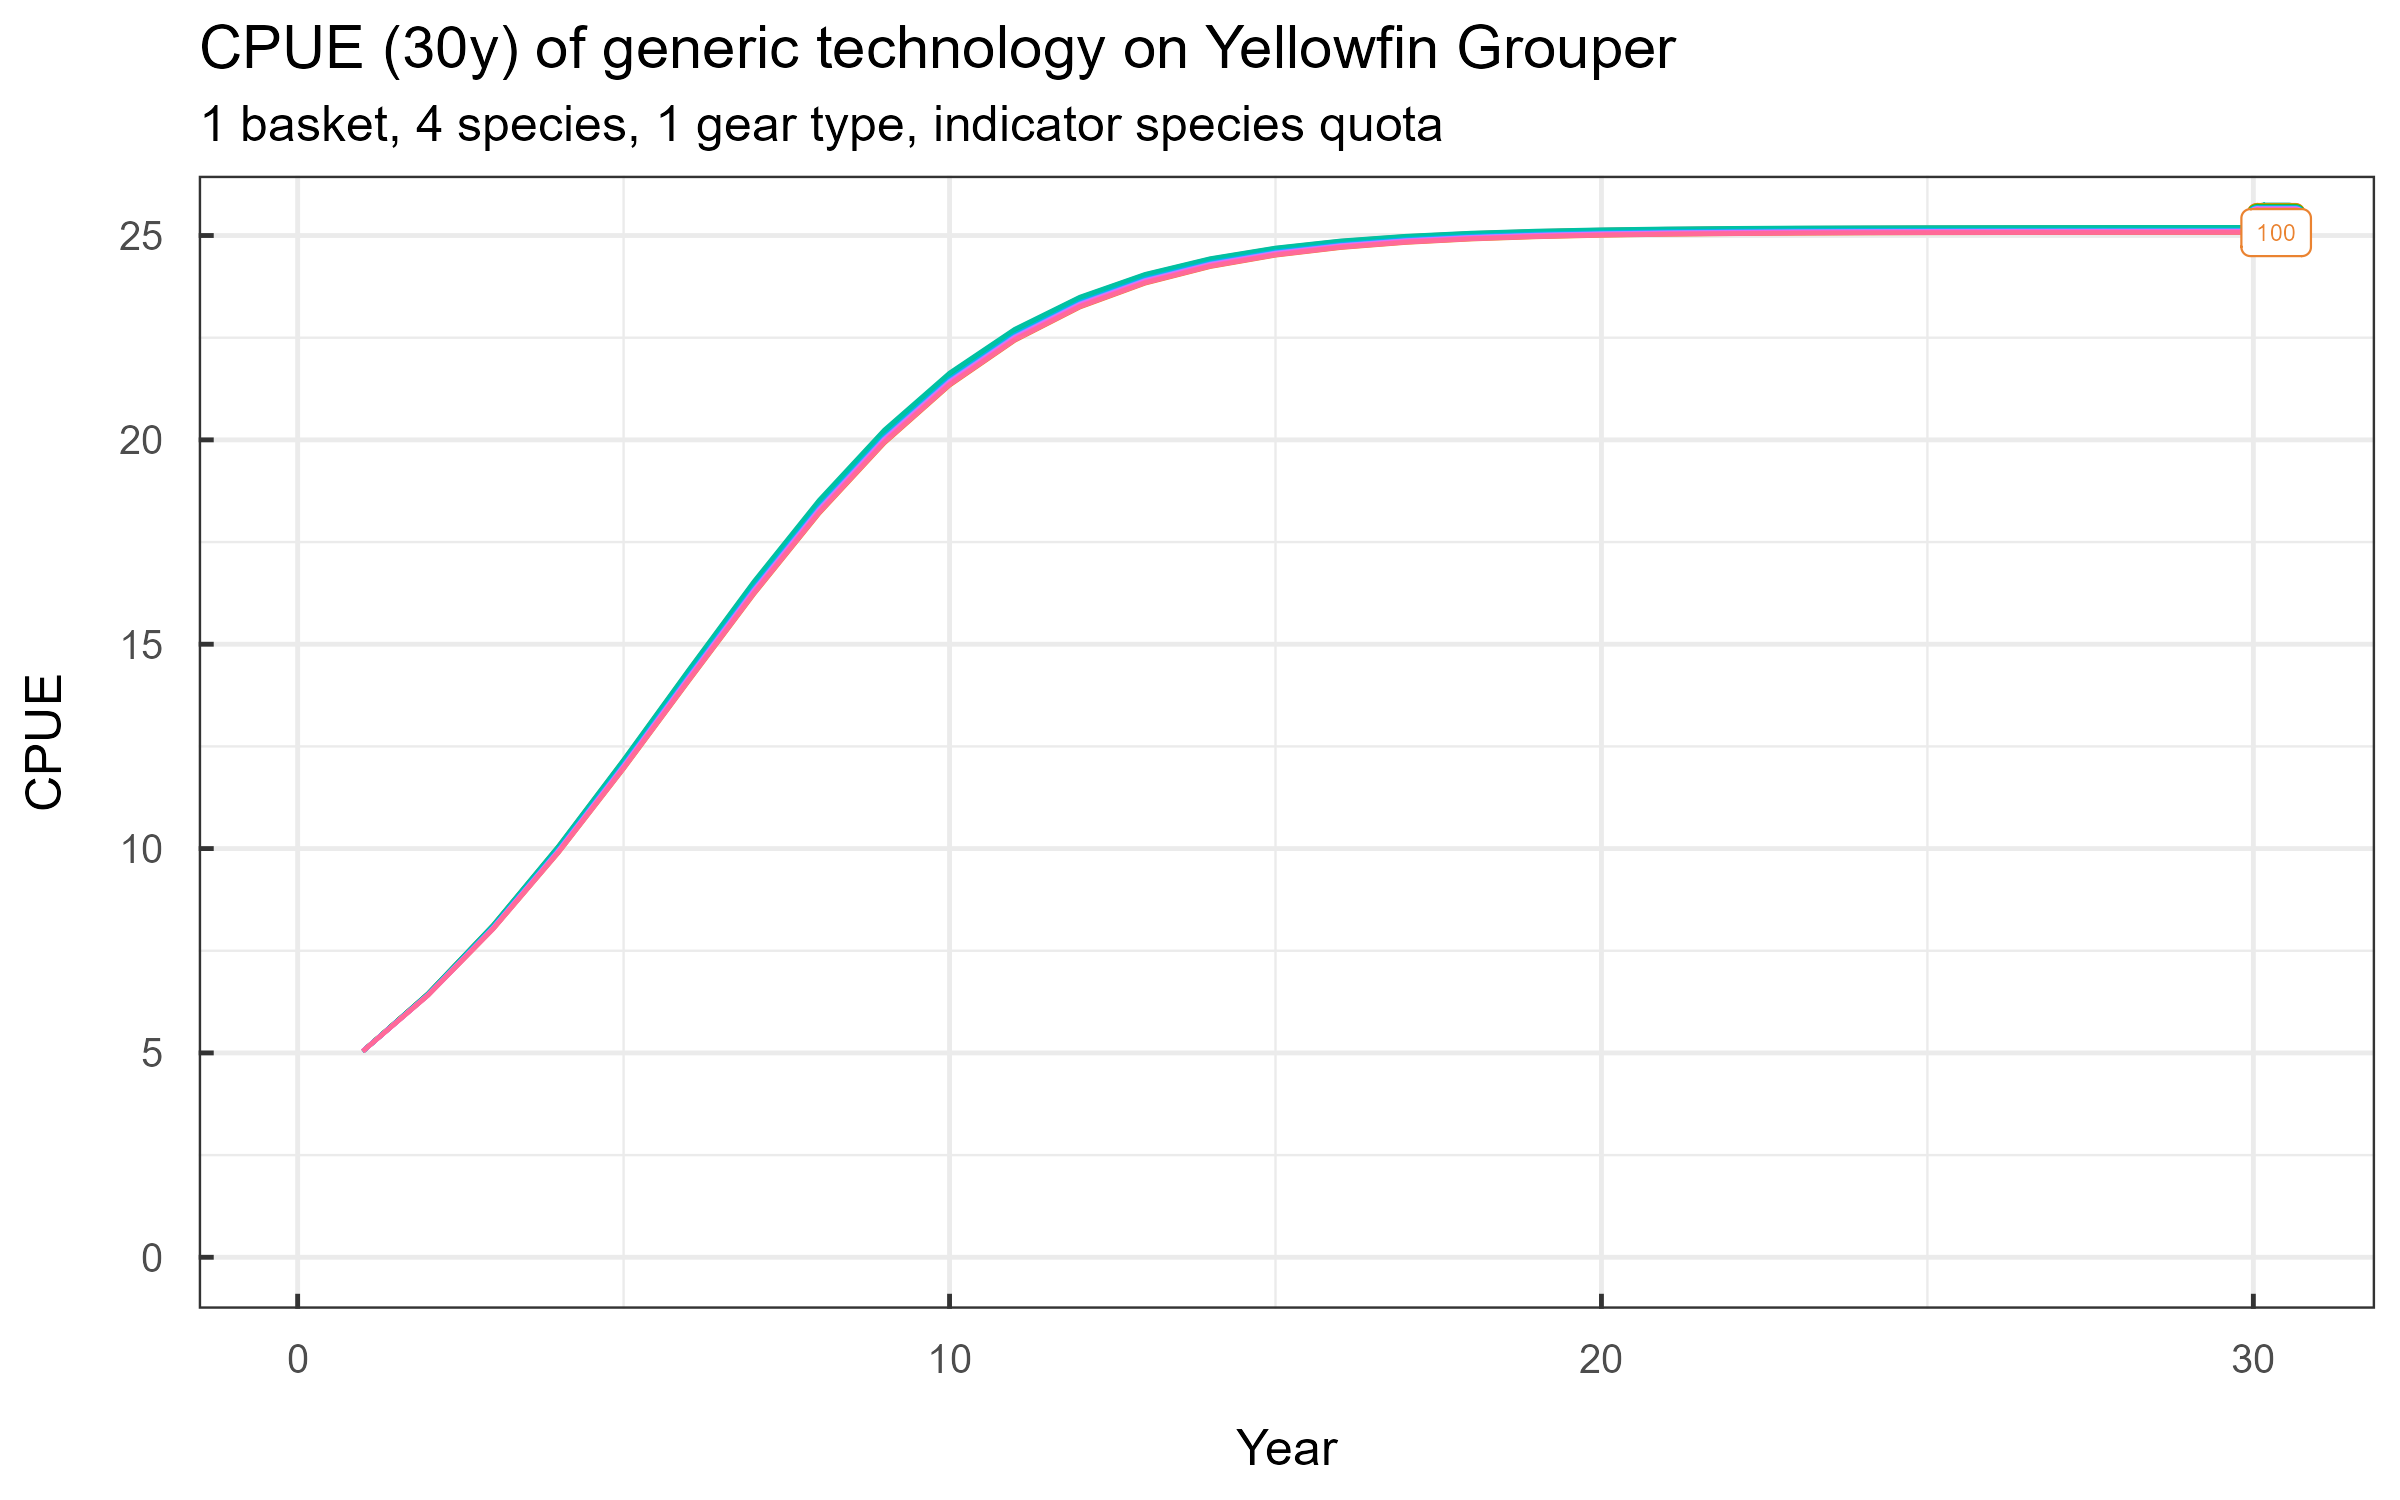 CPUE (30y) of generic technology on Yellowfin Grouper
1 basket, 4 species, 1 gear type, indicator species quota
CPUE
25
20
15
10
5
0
100
0 10 20 30
Year